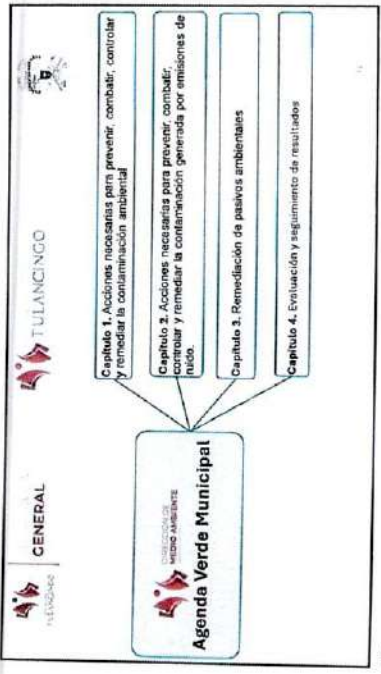 TULANCINGO
GENERAL
TULANCINGO
DIRECCIÓN DE
MEDIO AMBIENTE
Agenda Verde Municipal
Capítulo 1. Acciones necesarias para prevenir, combatir, controlar
y remediar la contaminación ambiental
Capítulo 2. Acciones necesarias para prevenir, combatir,
controlar y remediar la contaminación generada por emisiones de
ruido.
Capítulo 3. Remediación de pasivos ambientales
Capítulo 4. Evaluación y seguimiento de resultados